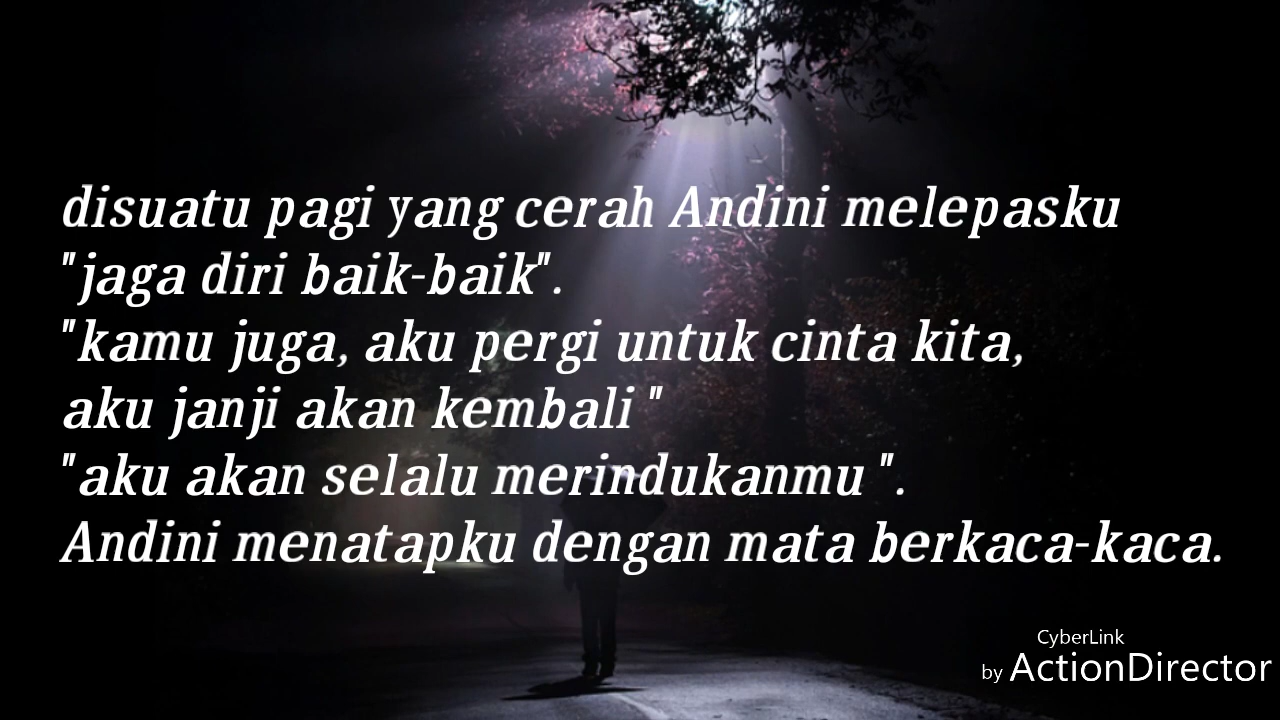 disuatu pagi yang cerah Andini melepasku
"jaga diri baik-baik".
"kamu juga, aku pergi untuk cinta kita,
aku janji akan kembali "
"aku akan selalu merindukanmu ".
Andini menatapku dengan mata berkaca-kaca.
CyberLink
by ActionDirector